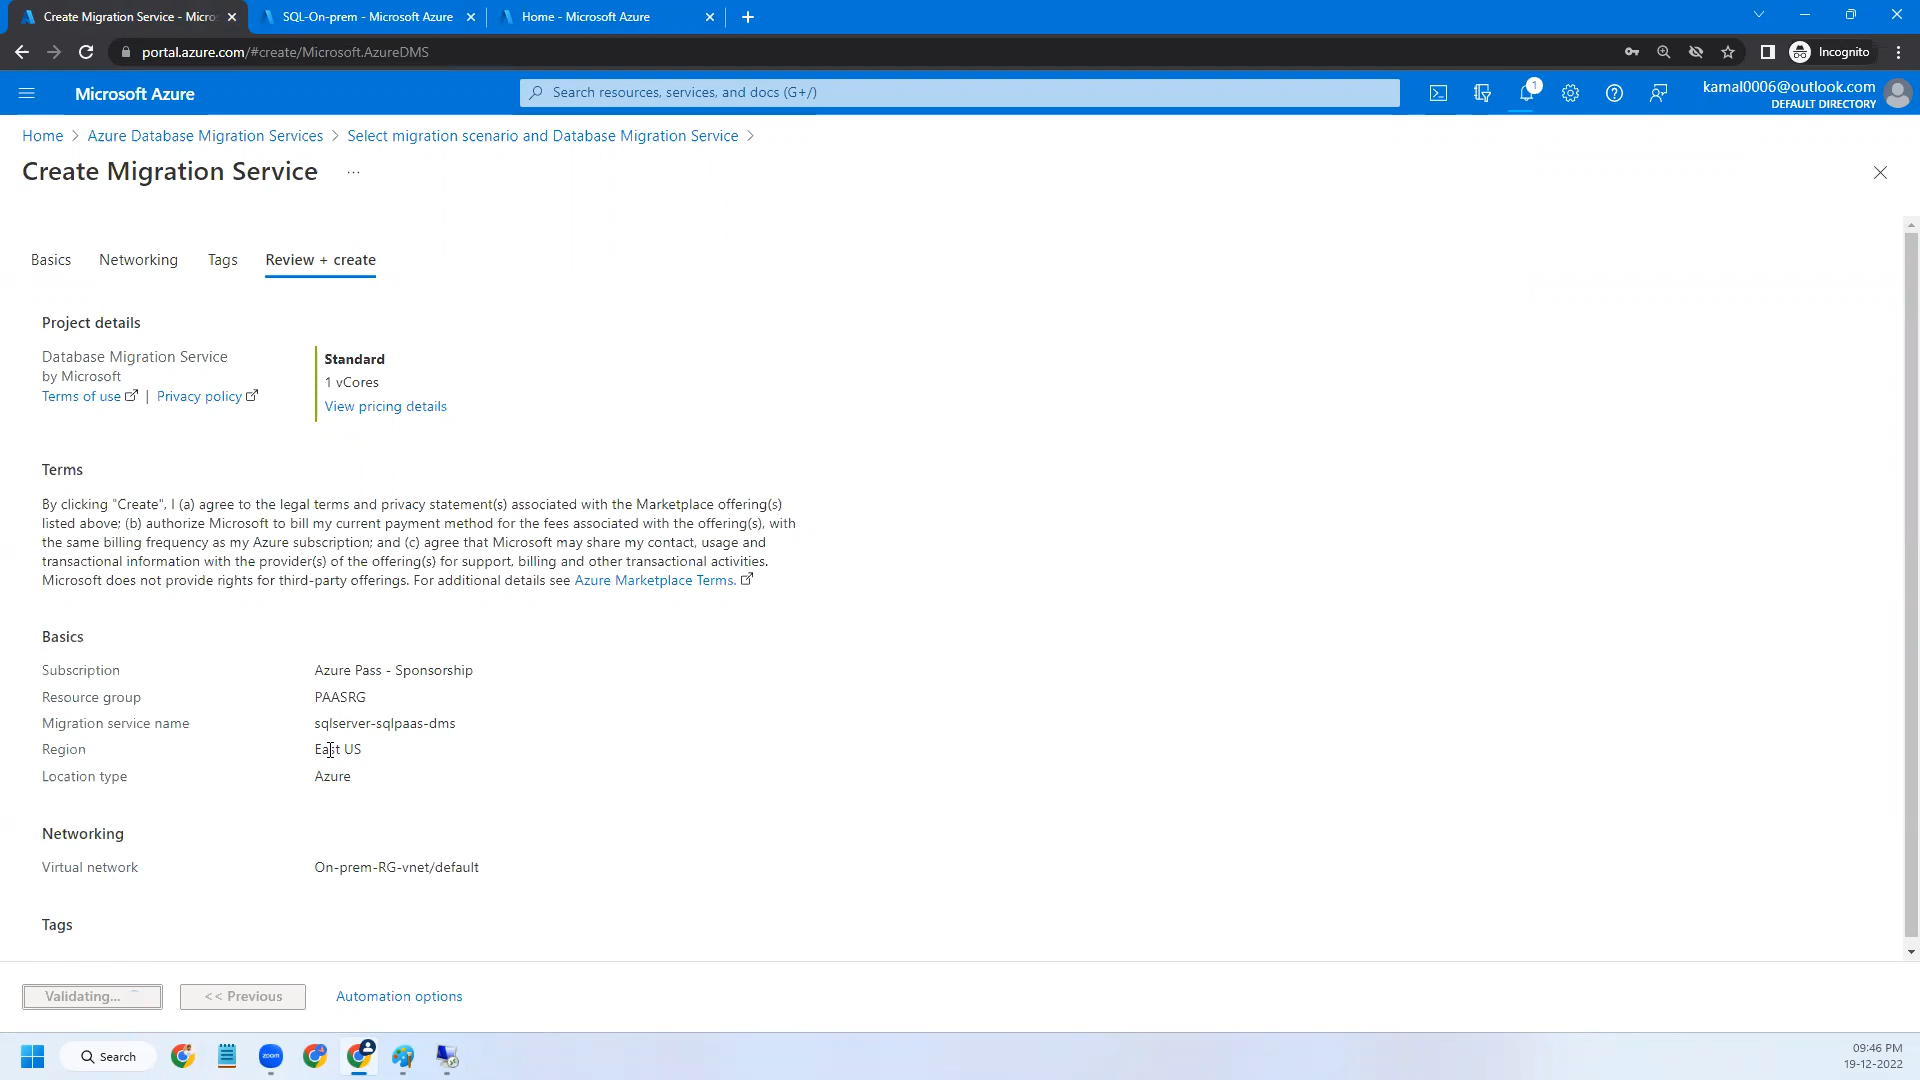 Create Migration Service - Micro
SQL-On-prem - Microsoft Azure
Home - Microsoft Azure
portal.azure.com/#create/Microsoft.AzureDMS
Incognito
Microsoft Azure
Search resources, services, and docs (G+/)
1
kamal0006@outlook.com
DEFAULT DIRECTORY
Home > Azure Database Migration Services > Select migration scenario and Database Migration Service >
Create Migration Service ...
Basics
Networking
Tags
Review + create
Project details
Database Migration Service
by Microsoft
Terms of use | Privacy policy
Standard
1 vCores
View pricing details
Terms
By clicking "Create", I (a) agree to the legal terms and privacy statement(s) associated with the Marketplace offering(s)
listed above; (b) authorize Microsoft to bill my current payment method for the fees associated with the offering(s), with
the same billing frequency as my Azure subscription; and (c) agree that Microsoft may share my contact, usage and
transactional information with the provider(s) of the offering(s) for support, billing and other transactional activities.
Microsoft does not provide rights for third-party offerings. For additional details see Azure Marketplace Terms.
Basics
Subscription Azure Pass - Sponsorship
Resource group PAASRG
Migration service name sqlserver-sqlpaas-dms
Region East US
Location type Azure
Networking
Virtual network On-prem-RG-vnet/default
Tags
Validating...
<< Previous
Automation options
Search
zoom
09:46 PM
19-12-2022